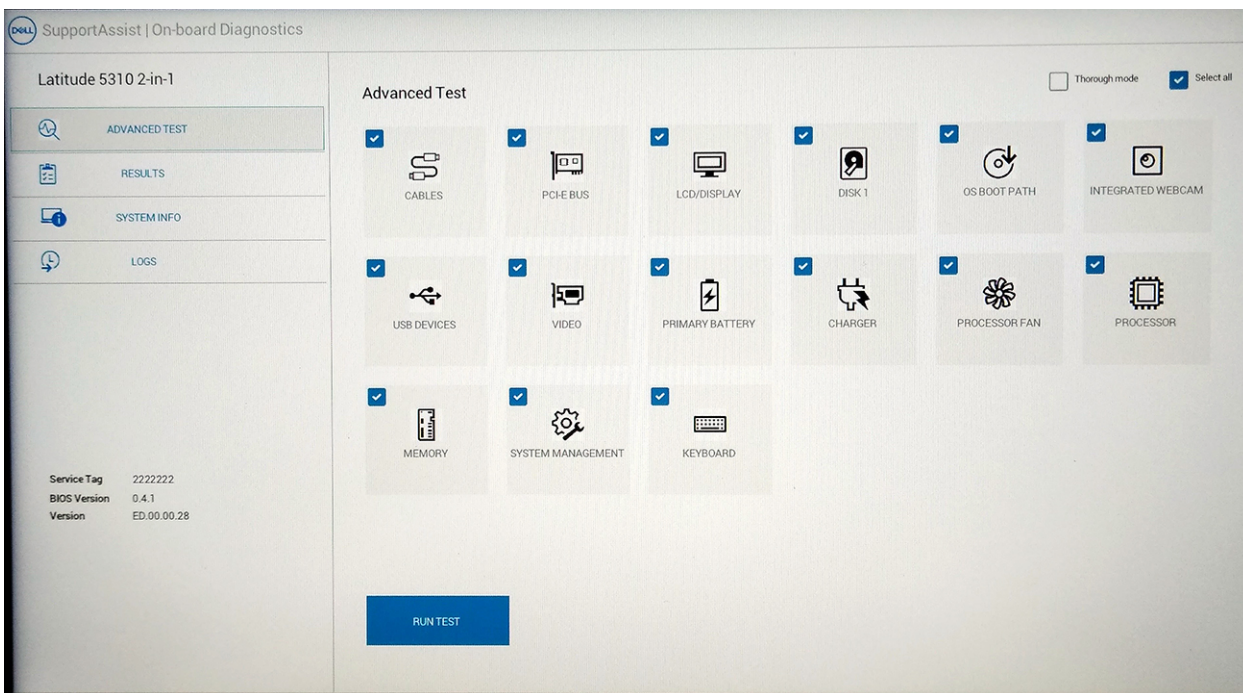 DELL SupportAssist | On-board Diagnostics
Latitude 5310 2-in-1
ADVANCED TEST
RESULTS
SYSTEM INFO
LOGS
Service Tag 2222222
BIOS Version 0.4.1
Version ED.00.00.28
Advanced Test
Thorough mode Select all
CABLES PCI-E BUS LCD/DISPLAY DISK 1 OS BOOT PATH INTEGRATED WEBCAM
USB DEVICES VIDEO PRIMARY BATTERY CHARGER PROCESSOR FAN PROCESSOR
MEMORY SYSTEM MANAGEMENT KEYBOARD
RUN TEST